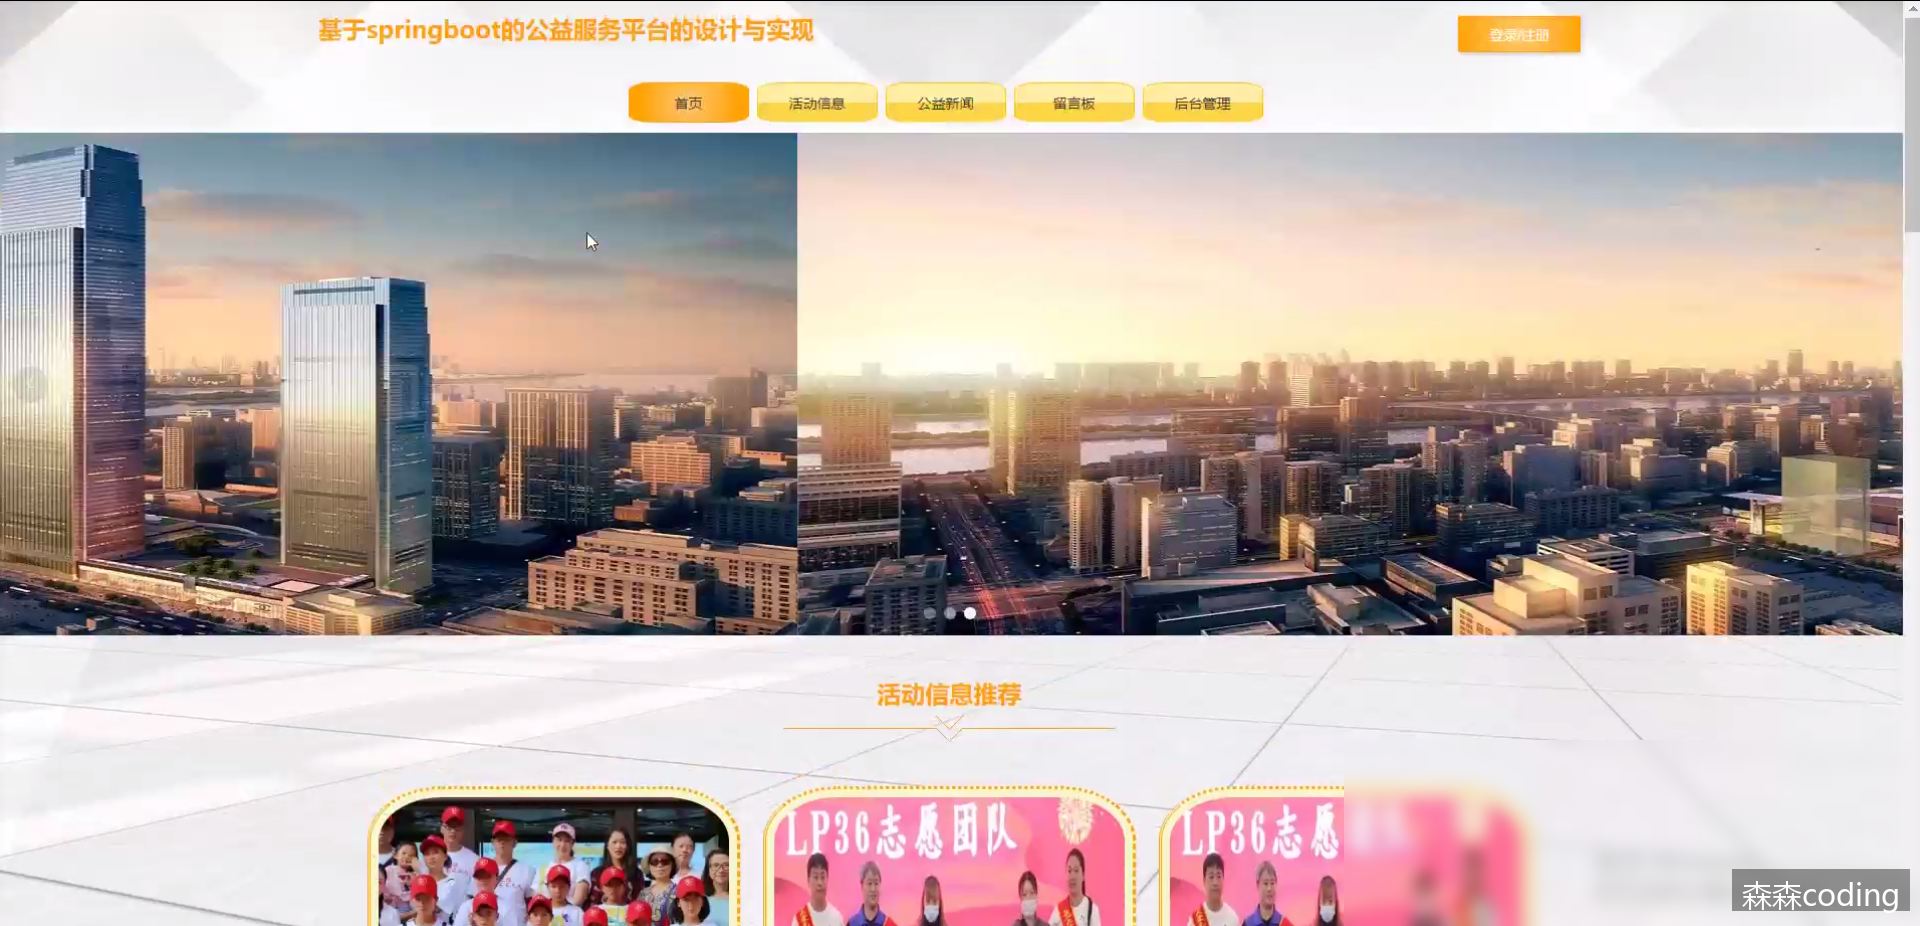 基于springboot的公益服务平台的设计与实现
登录/注册
首页
活动信息
公益新闻
留言板
后台管理
活动信息推荐
LP36志愿团队
LP36志愿
森森coding